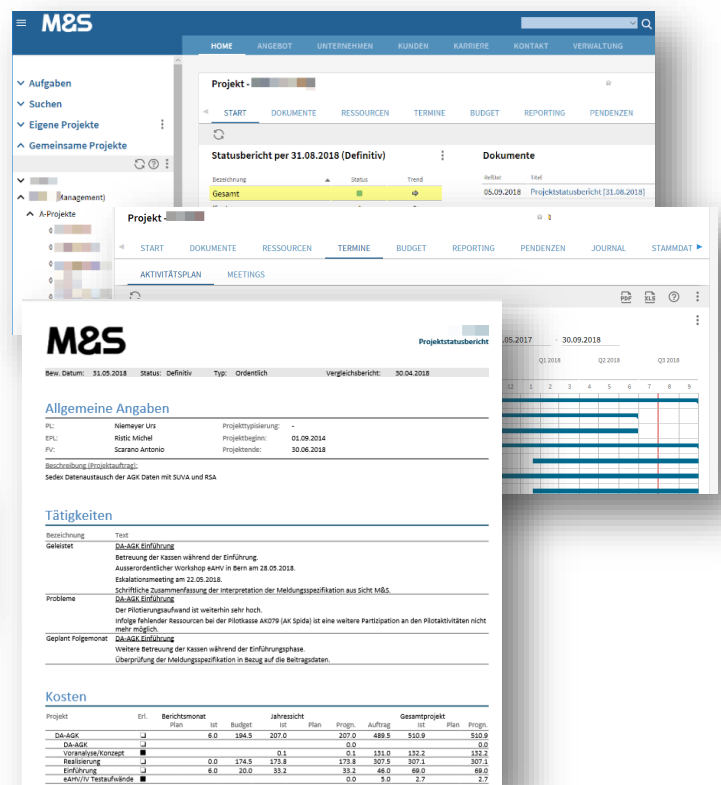 M&S
HOME ANGEBOT UNTERNEHMEN KUNDEN KARRIERE KONTAKT VERWALTUNG
Aufgaben
Suchen
Eigene Projekte
Gemeinsame Projekte
Management)
A-Projekte
Projekt -
START DOKUMENTE RESSOURCEN TERMINE BUDGET REPORTING PENDENZEN
Statusbericht per 31.08.2018 (Definitiv)
Bezeichnung Status Trend
Gesamt
Dokumente
RefDat Titel
05.09.2018 Projektstatusbericht [31.08.2018]
Projekt -
START DOKUMENTE RESSOURCEN TERMINE BUDGET REPORTING PENDENZEN JOURNAL STAMMDAT
AKTIVITÄTSPLAN MEETINGS
PDF XLS
.05.2017 - 30.09.2018
Q1 2018 Q2 2018 Q3 2018
12 1 2 3 4 5 6 7 8 9
M&S
Projektstatusbericht
Bew. Datum: 31.05.2018 Status: Definitiv Typ: Ordentlich Vergleichsbericht: 30.04.2018
Allgemeine Angaben
PL: Niemeyer Urs Projekttypisierung: -
EPL: Ristic Michel Projektbeginn: 01.09.2014
FV: Scarano Antonio Projektende: 30.06.2018
Beschreibung (Projektauftrag):
Sedex Datenaustausch der AGK Daten mit SUVA und RSA
Tätigkeiten
Bezeichnung Text
Geleistet DA-AGK Einführung
Betreuung der Kassen während der Einführung.
Ausserordentlicher Workshop eAHV in Bern am 28.05.2018.
Eskalationsmeeting am 22.05.2018.
Schriftliche Zusammenfassung der Interpretation der Meldungsspezifikation aus Sicht M&S.
Probleme DA-AGK Einführung
Der Pilotierungsaufwand ist weiterhin sehr hoch.
Infolge fehlender Ressourcen bei der Pilotkasse AK079 (AK Spida) ist eine weitere Partizipation an den Pilotaktivitäten nicht
mehr möglich.
Geplant Folgemonat DA-AGK Einführung
Weitere Betreuung der Kassen während der Einführungsphase.
Überprüfung der Meldungsspezifikation in Bezug auf die Beitragsdaten.
Kosten
Projekt Erl. Berichtsmonat Jahressicht Gesamtprojekt
Plan Ist Budget Ist Plan Progn. Auftrag Ist Plan Progn.
DA-AGK 6.0 194.5 207.0 207.0 489.5 510.9 510.9
DA-AGK 0.0 0.0
Voranalyse/Konzept 0.1 0.1 131.0 132.2 132.2
Realisierung 0.0 174.5 173.8 173.8 307.5 307.1 307.1
Einführung 6.0 20.0 33.2 33.2 46.0 69.0 69.0
eAHV/IV Testaufwände 0.0 5.0 2.7 2.7